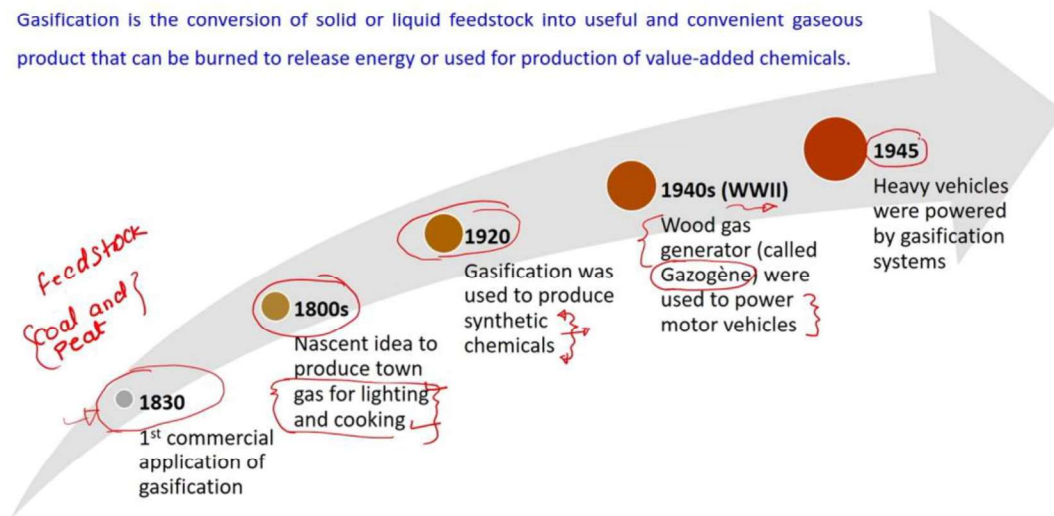 Gasification is the conversion of solid or liquid feedstock into useful and convenient gaseous
product that can be burned to release energy or used for production of value-added chemicals.
feedstock
coal and
peat
1830
1st commercial
application of
gasification
1800s
Nascent idea to
produce town
gas for lighting
and cooking
1920
Gasification was
used to produce
synthetic
chemicals
1940s (WWII)
Wood gas
generator (called
Gazogène) were
used to power
motor vehicles
1945
Heavy vehicles
were powered
by gasification
systems